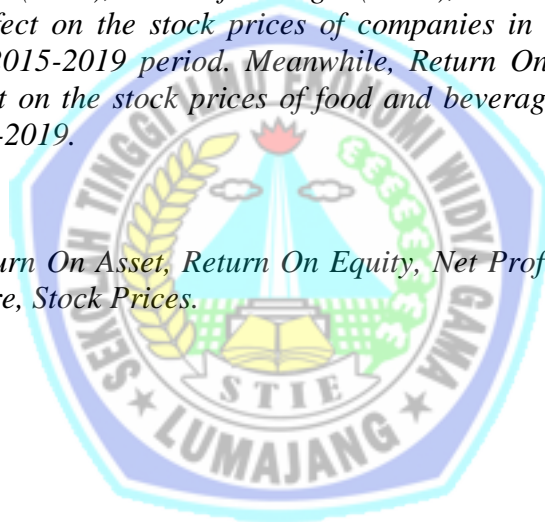 fect on the stock prices of companies in
2015-2019 period. Meanwhile, Return On
t on the stock prices of food and beverag
-2019.
urn On Asset, Return On Equity, Net Prof
re, Stock Prices.
SEKOLAH TINGGI ILMU EKONOMI WIDYA GAMA
STIE
LUMAJANG